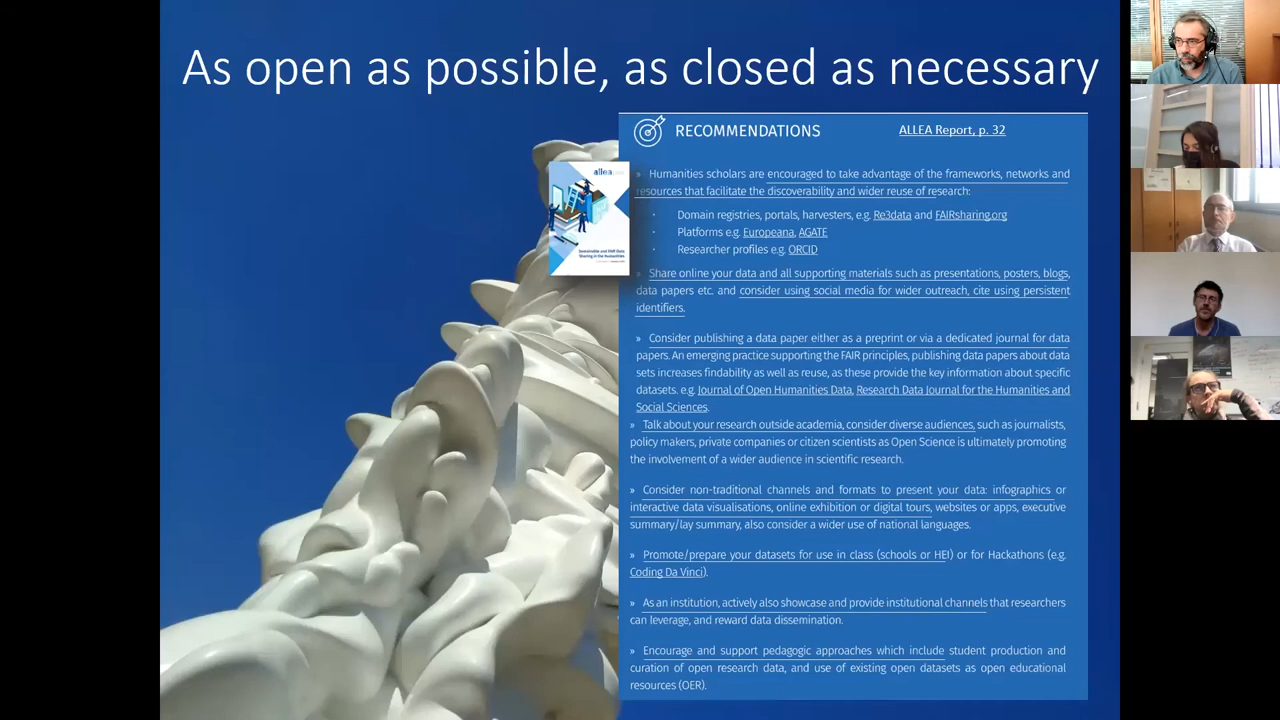 As open as possible, as closed as necessary
RECOMMENDATIONS
ALLEA Report, p. 32
allea
Sustainable and FAIR Data
Sharing in the Humanities
» Humanities scholars are encouraged to take advantage of the frameworks, networks and
resources that facilitate the discoverability and wider reuse of research:
· Domain registries, portals, harvesters, e.g. Re3data and FAIRsharing.org
· Platforms e.g. Europeana, AGATE
· Researcher profiles e.g. ORCID
» Share online your data and all supporting materials such as presentations, posters, blogs,
data papers etc. and consider using social media for wider outreach, cite using persistent
identifiers.
» Consider publishing a data paper either as a preprint or via a dedicated journal for data
papers. An emerging practice supporting the FAIR principles, publishing data papers about data
sets increases findability as well as reuse, as these provide the key information about specific
datasets. e.g. Journal of Open Humanities Data, Research Data Journal for the Humanities and
Social Sciences.
» Talk about your research outside academia, consider diverse audiences, such as journalists,
policy makers, private companies or citizen scientists as Open Science is ultimately promoting
the involvement of a wider audience in scientific research.
» Consider non-traditional channels and formats to present your data: infographics or
interactive data visualisations, online exhibition or digital tours, websites or apps, executive
summary/lay summary, also consider a wider use of national languages.
» Promote/prepare your datasets for use in class (schools or HEI) or for Hackathons (e.g.
Coding Da Vinci).
» As an institution, actively also showcase and provide institutional channels that researchers
can leverage, and reward data dissemination.
» Encourage and support pedagogic approaches which include student production and
curation of open research data, and use of existing open datasets as open educational
resources (OER).